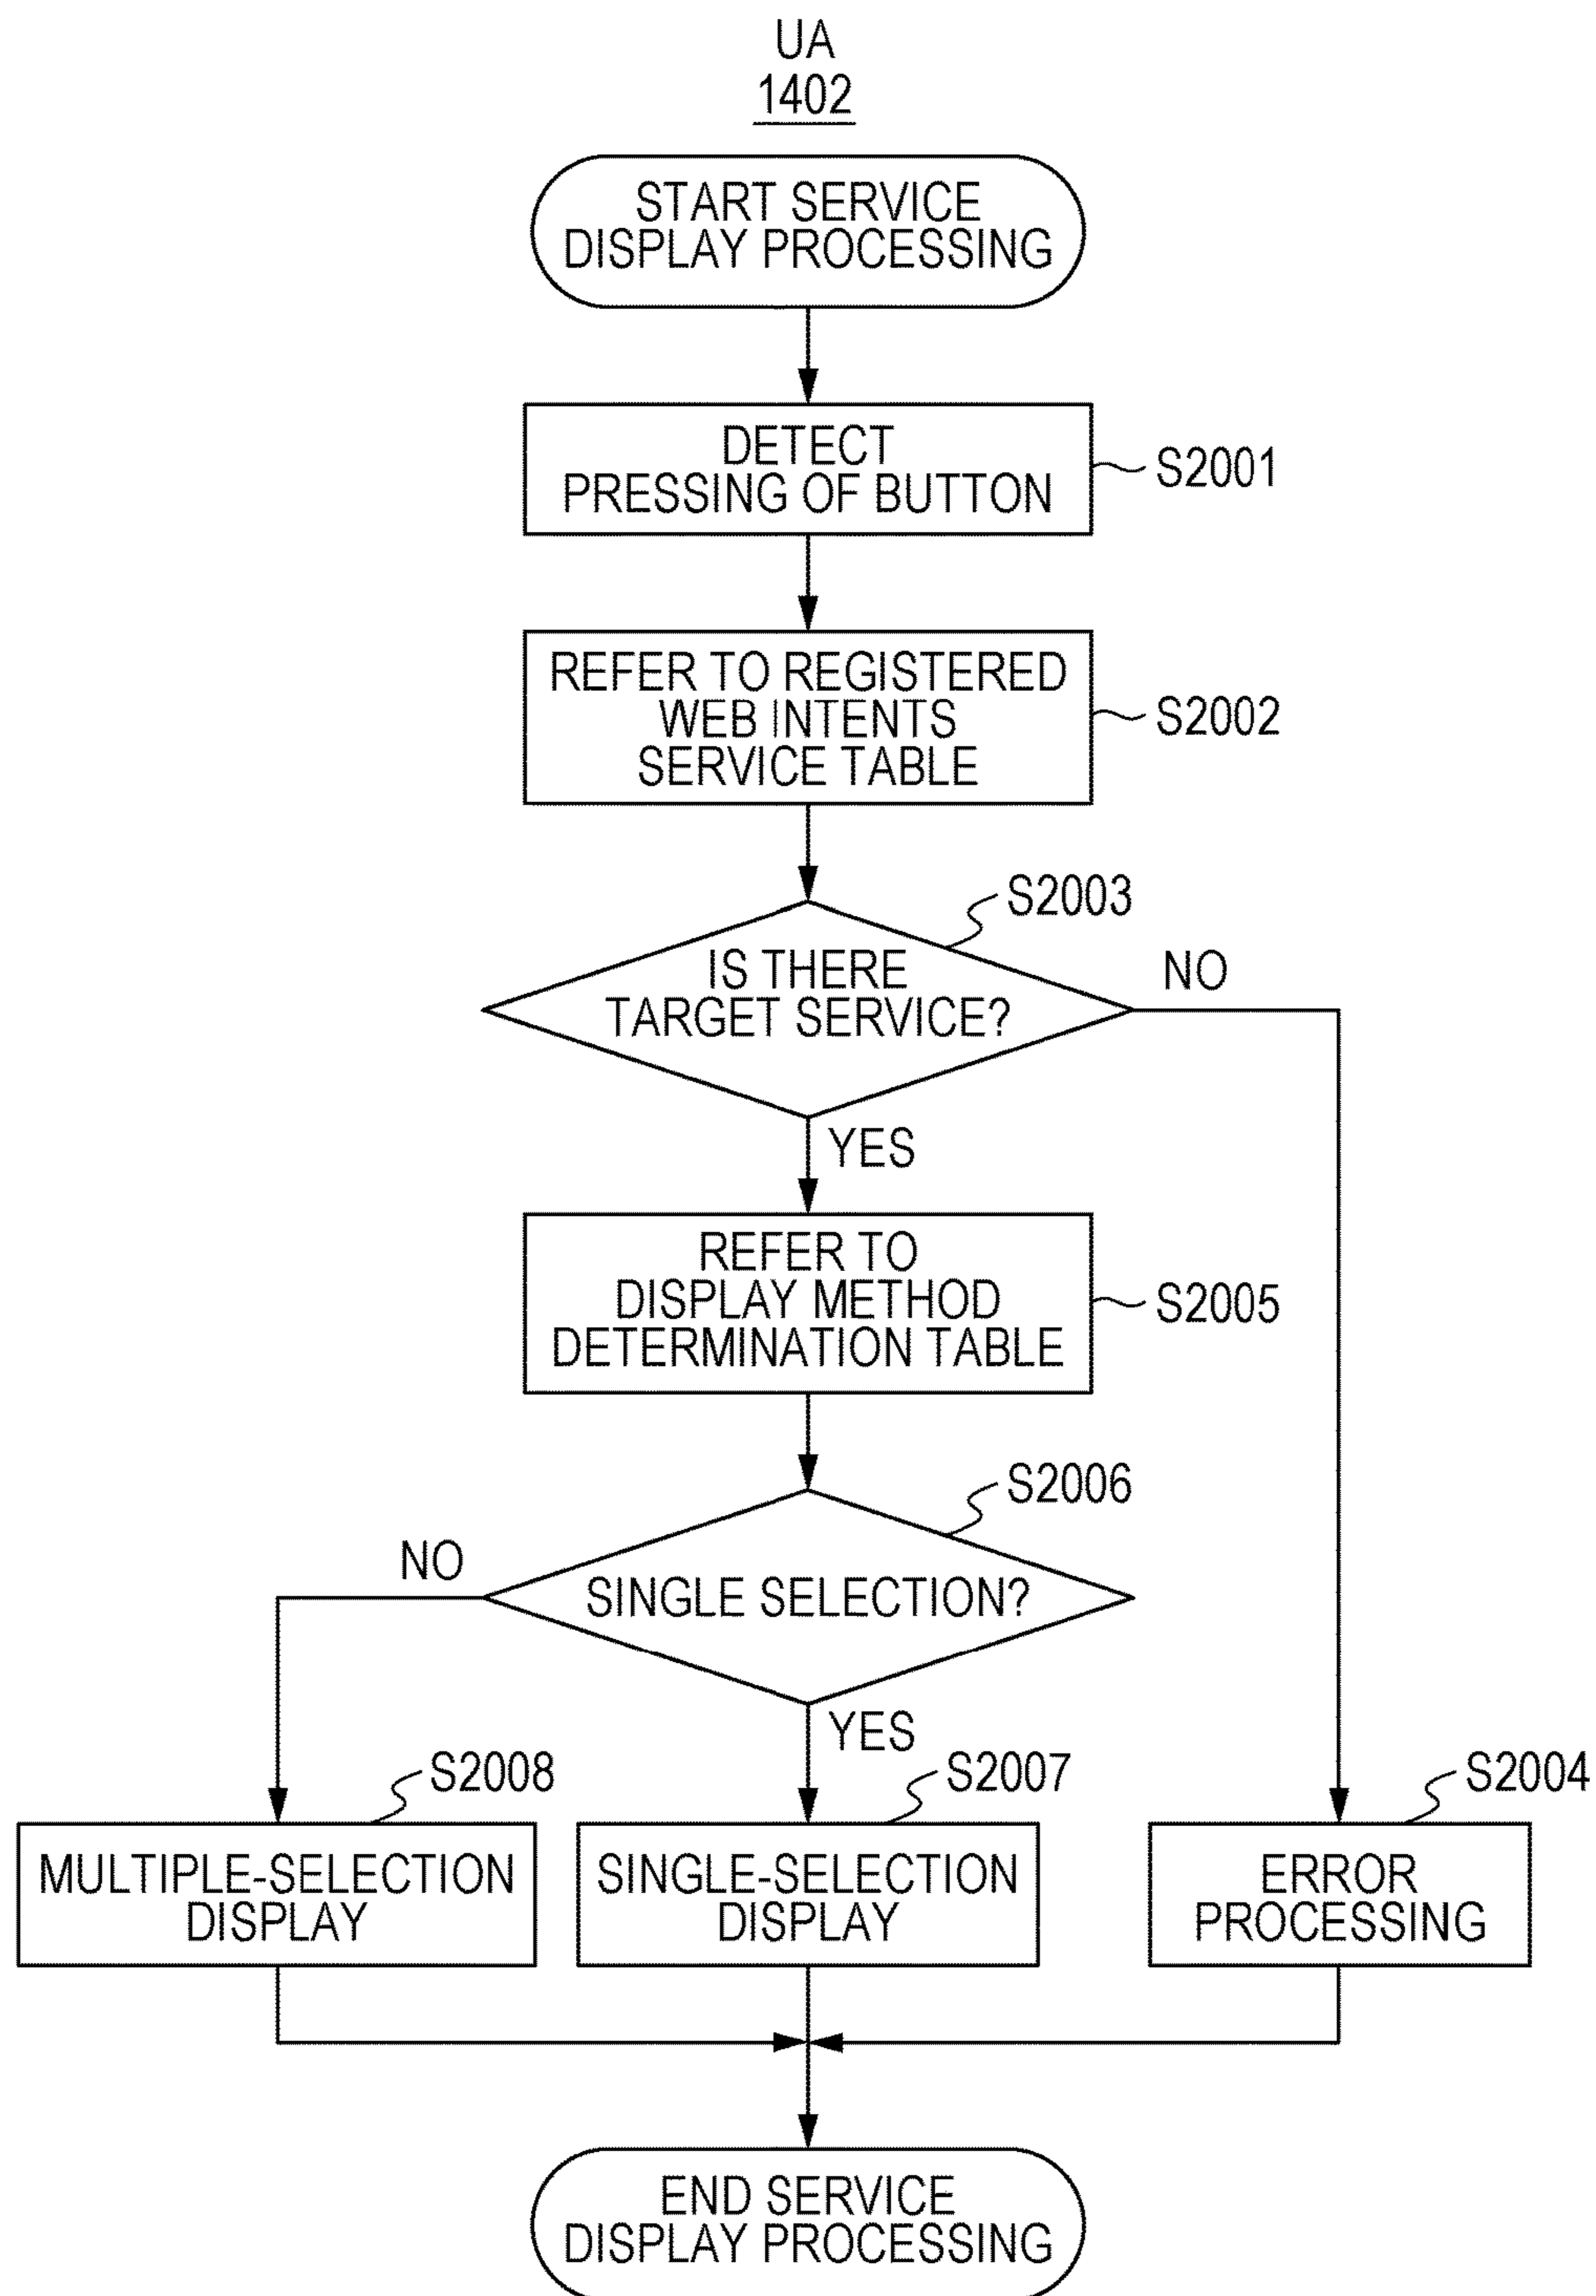 UA
1402
START SERVICE
DISPLAY PROCESSING
DETECT
PRESSING OF BUTTON
S2001
REFER TO REGISTERED
WEB INTENTS
SERVICE TABLE
S2002
S2003
IS THERE
TARGET SERVICE?
NO
YES
REFER TO
DISPLAY METHOD
DETERMINATION TABLE
S2005
S2006
NO
SINGLE SELECTION?
YES
S2008
S2007
S2004
MULTIPLE-SELECTION
DISPLAY
SINGLE-SELECTION
DISPLAY
ERROR
PROCESSING
END SERVICE
DISPLAY PROCESSING